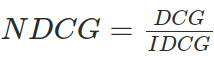 NDCG = DCG / IDCG